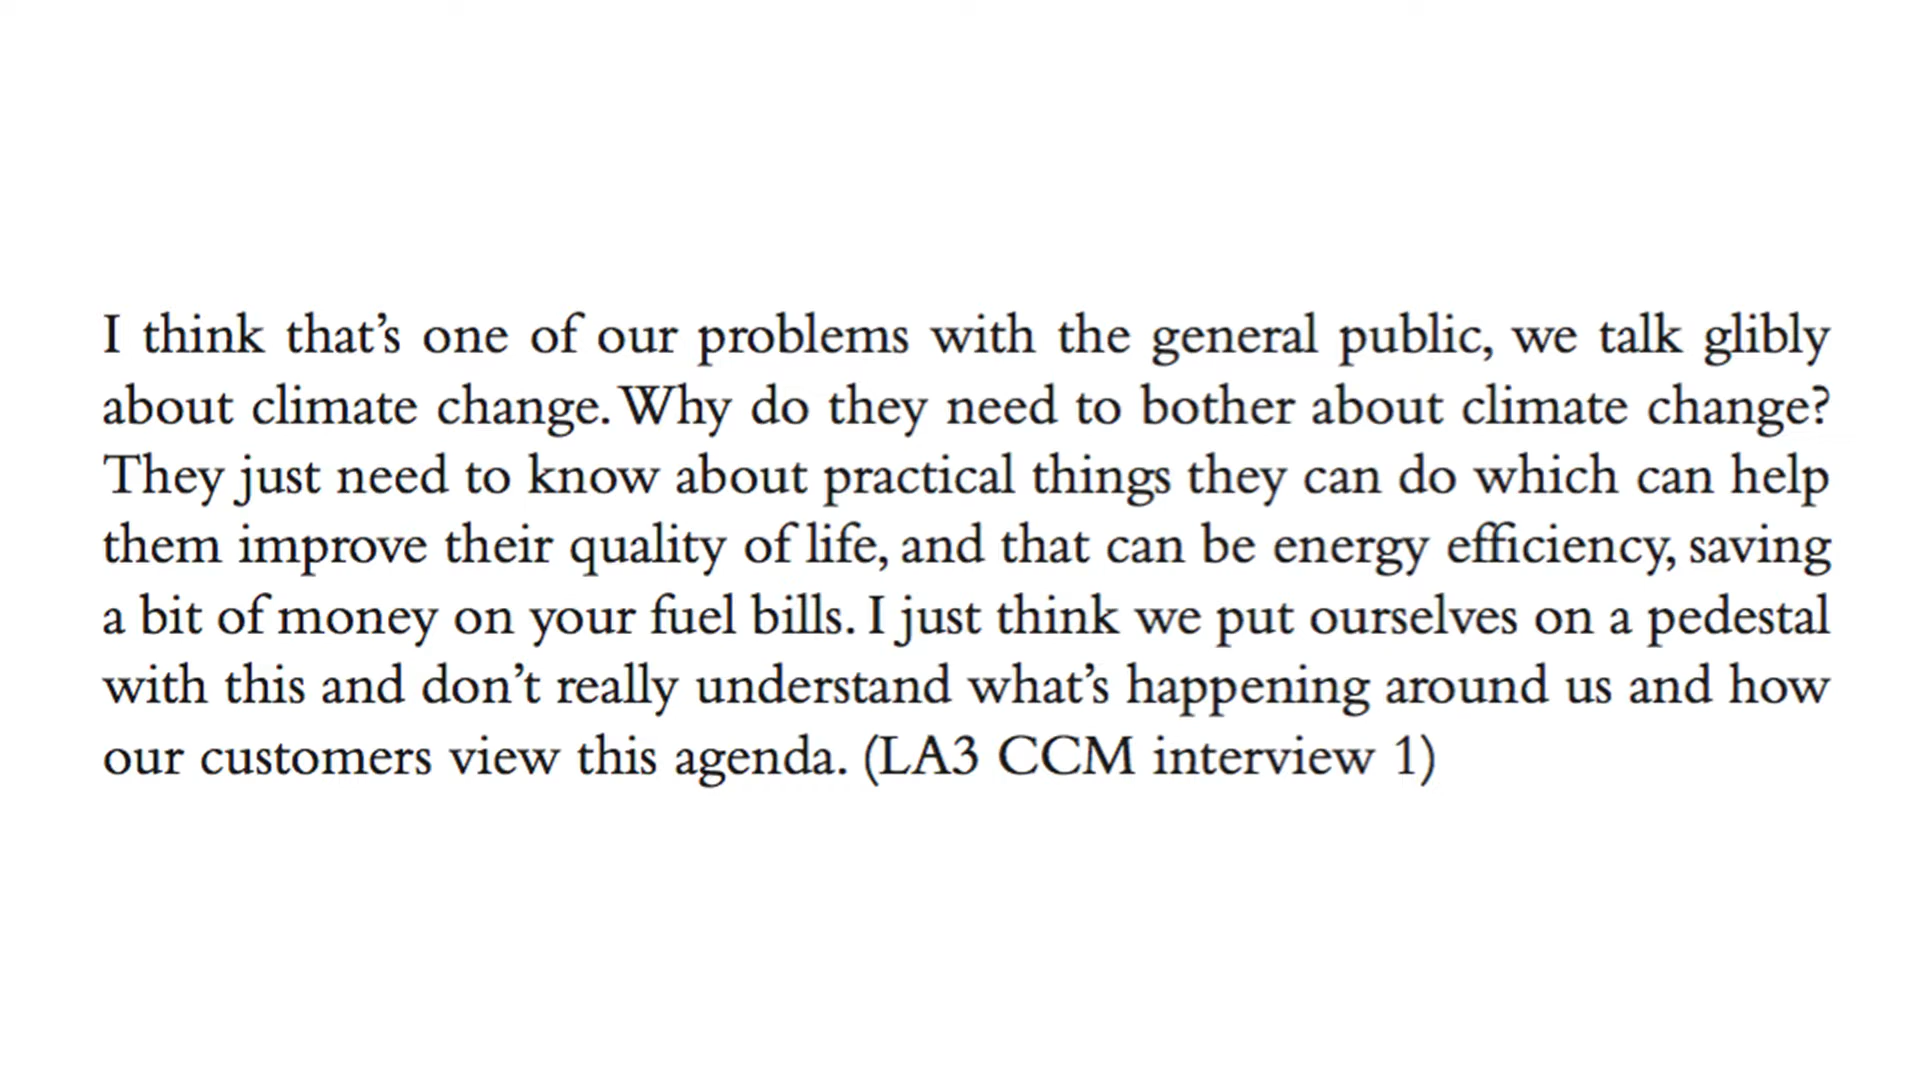 I think that’s one of our problems with the general public, we talk glibly
about climate change. Why do they need to bother about climate change?
They just need to know about practical things they can do which can help
them improve their quality of life, and that can be energy efficiency, saving
a bit of money on your fuel bills. I just think we put ourselves on a pedestal
with this and don’t really understand what’s happening around us and how
our customers view this agenda. (LA3 CCM interview 1)